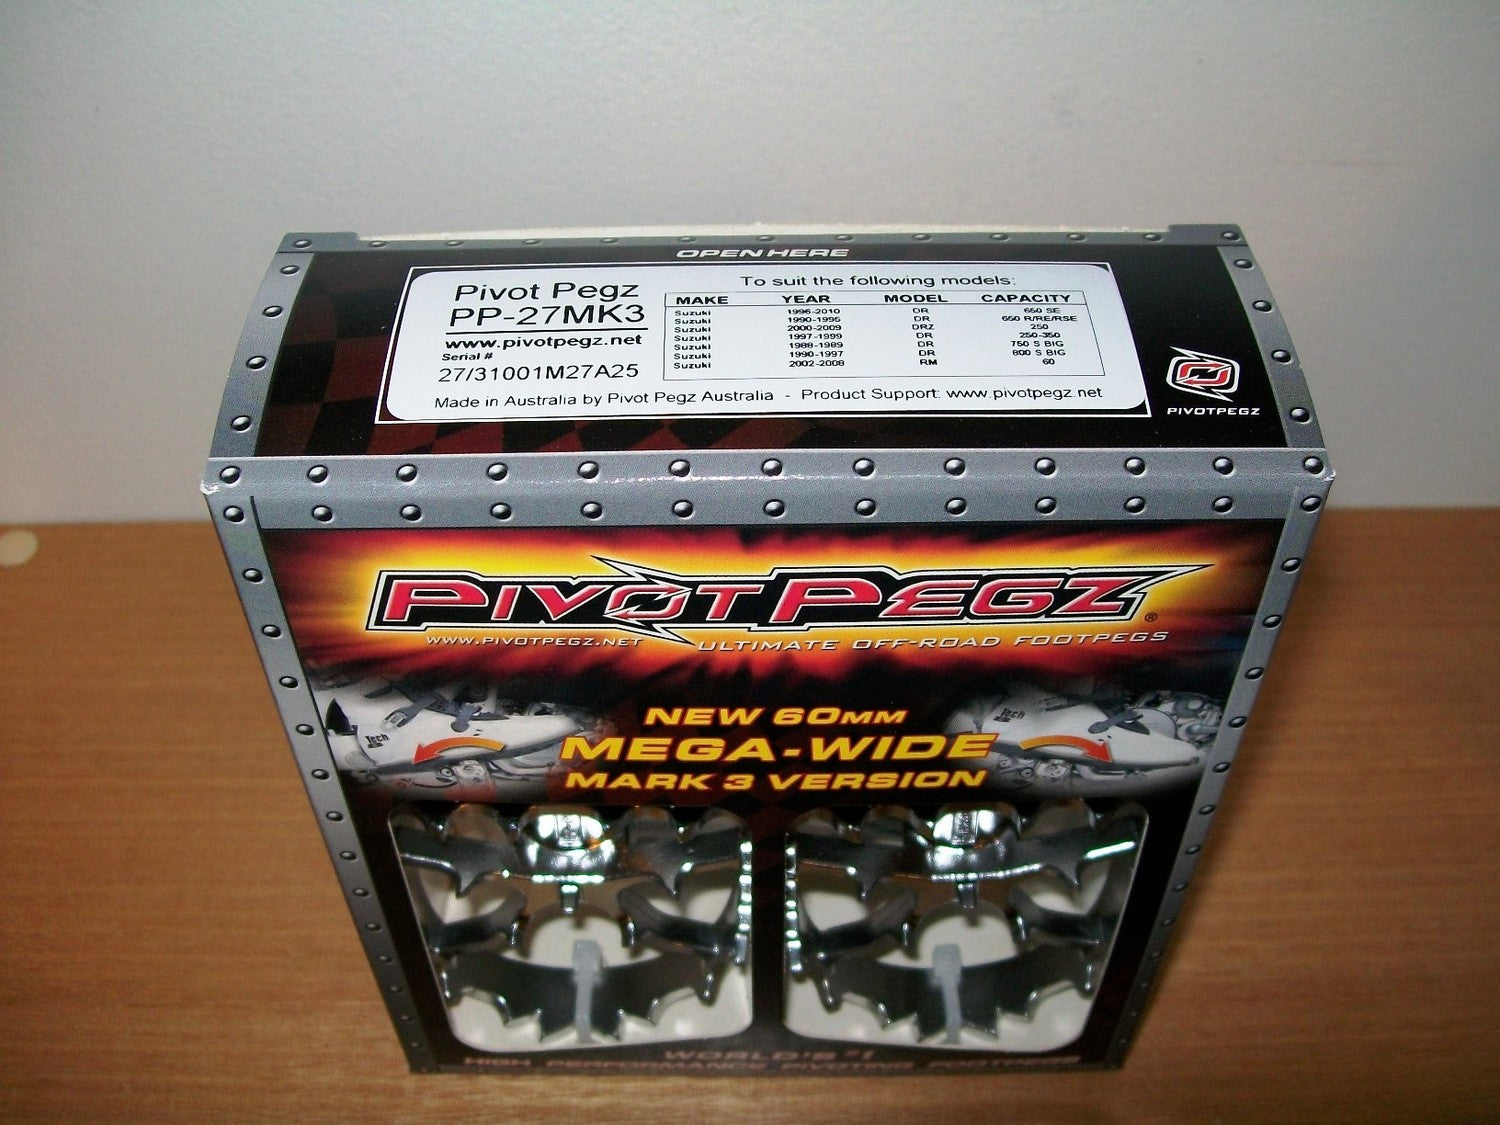 OPEN HERE
Pivot Pegz
PP-27MK3
www.pivotpegz.net
Serial #
27/31001M27A25
To suit the following models:
MAKE YEAR MODEL CAPACITY
Suzuki 1996-2010 DR 650 SE
Suzuki 1990-1995 DR 650 R/RE/RSE
Suzuki 2000-2009 DRZ 250
Suzuki 1997-1999 DR 250-350
Suzuki 1988-1989 DR 750 S BIG
Suzuki 1990-1997 DR 800 S BIG
Suzuki 2002-2008 RM 60
Made in Australia by Pivot Pegz Australia - Product Support: www.pivotpegz.net
PIVOTPEGZ
PIVOT PEGZ®
WWW.PIVOTPEGZ.NET ULTIMATE OFF-ROAD FOOTPEGS
Tech
Tech
NEW 60MM
MEGA-WIDE
MARK 3 VERSION
WORLD'S #1
HIGH PERFORMANCE PIVOTING FOOTPEGS